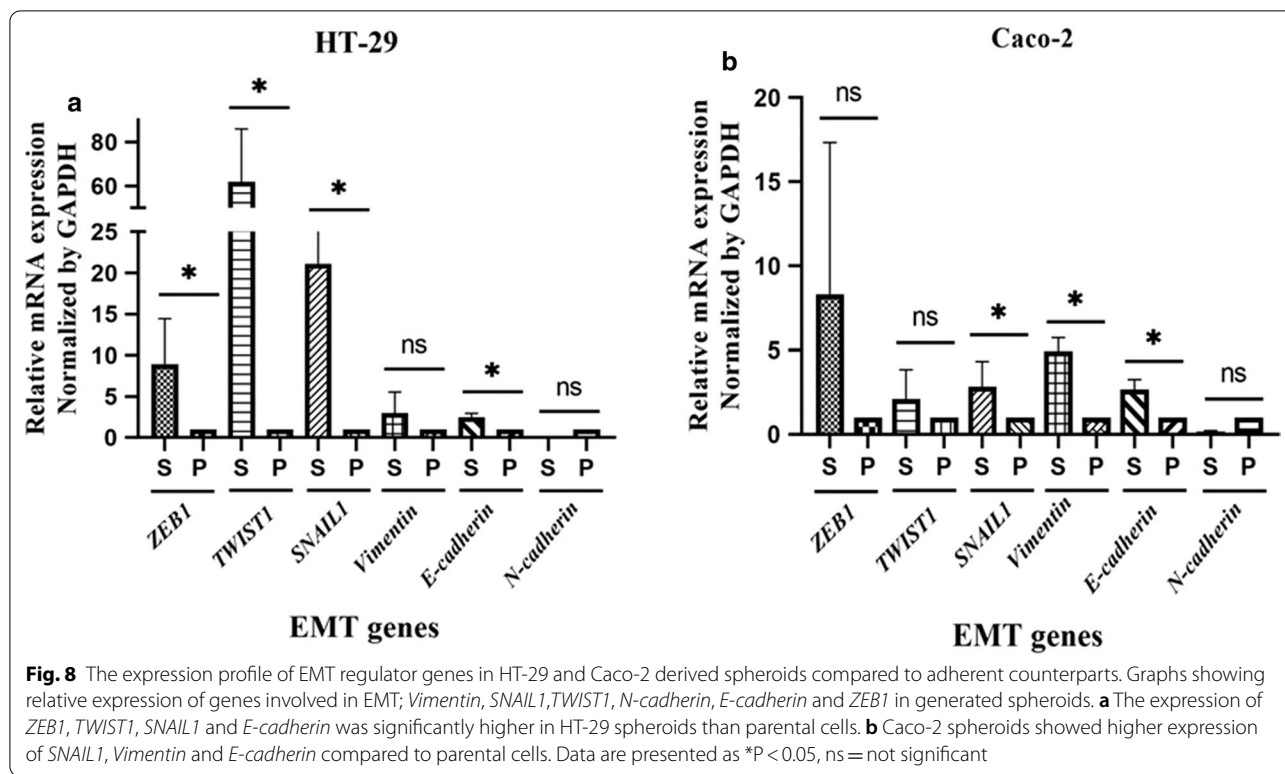 HT-29
a
Relative mRNA expression
Normalized by GAPDH
80
60
25
20
15
10
5
0
*
*
*
ns
*
ns
S P S P S P S P S P S P
ZEB1
TWIST1
SNAIL1
Vimentin
E-cadherin
N-cadherin
EMT genes
Caco-2
b
Relative mRNA expression
Normalized by GAPDH
20
15
10
5
0
ns
ns
*
*
*
ns
S P S P S P S P S P S P
ZEB1
TWIST1
SNAIL1
Vimentin
E-cadherin
N-cadherin
EMT genes
Fig. 8 The expression profile of EMT regulator genes in HT-29 and Caco-2 derived spheroids compared to adherent counterparts. Graphs showing
relative expression of genes involved in EMT; Vimentin, SNAIL1,TWIST1, N-cadherin, E-cadherin and ZEB1 in generated spheroids. a The expression of
ZEB1, TWIST1, SNAIL1 and E-cadherin was significantly higher in HT-29 spheroids than parental cells. b Caco-2 spheroids showed higher expression
of SNAIL1, Vimentin and E-cadherin compared to parental cells. Data are presented as *P < 0.05, ns = not significant